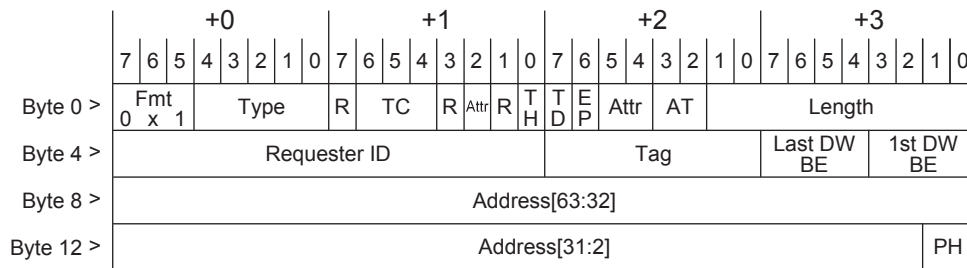 +0 +1 +2 +3
7 6 5 4 3 2 1 0 7 6 5 4 3 2 1 0 7 6 5 4 3 2 1 0 7 6 5 4 3 2 1 0
Byte 0 > Fmt 0 x 1 Type R TC R Attr R TH TD EP Attr AT Length
Byte 4 > Requester ID Tag Last DW BE 1st DW BE
Byte 8 > Address[63:32]
Byte 12 > Address[31:2] PH